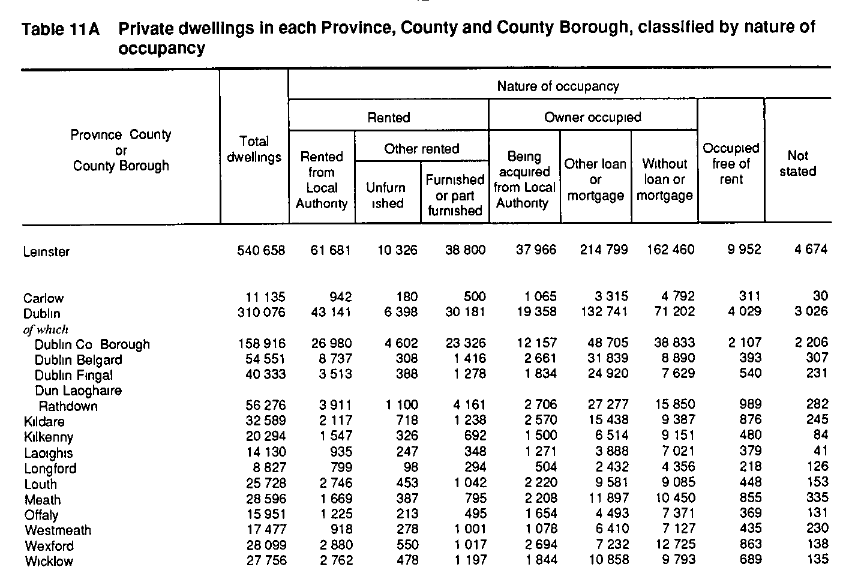 Table 11A Private dwellings in each Province, County and County Borough, classified by nature of
occupancy
Nature of occupancy
Rented Owner occupied
Province County
or
County Borough
Total
dwellings
Rented
from
Local
Authority
Other rented
Unfurn
ished
Furnished
or part
furnished
Being
acquired
from Local
Authority
Other loan
or
mortgage
Without
loan or
mortgage
Occupied
free of
rent
Not
stated
Leinster 540 658 61 681 10 326 38 800 37 966 214 799 162 460 9 952 4 674
Carlow 11 135 942 180 500 1 065 3 315 4 792 311 30
Dublin 310 076 43 141 6 398 30 181 19 358 132 741 71 202 4 029 3 026
of which
Dublin Co Borough 158 916 26 980 4 602 23 326 12 157 48 705 38 833 2 107 2 206
Dublin Belgard 54 551 8 737 308 1 416 2 661 31 839 8 890 393 307
Dublin Fingal 40 333 3 513 388 1 278 1 834 24 920 7 629 540 231
Dun Laoghaire
Rathdown 56 276 3 911 1 100 4 161 2 706 27 277 15 850 989 282
Kildare 32 589 2 117 718 1 238 2 570 15 438 9 387 876 245
Kilkenny 20 294 1 547 326 692 1 500 6 514 9 151 480 84
Laoighis 14 130 935 247 348 1 271 3 888 7 021 379 41
Longford 8 827 799 98 294 504 2 432 4 356 218 126
Louth 25 728 2 746 453 1 042 2 220 9 581 9 085 448 153
Meath 28 596 1 669 387 795 2 208 11 897 10 450 855 335
Offaly 15 951 1 225 213 495 1 654 4 493 7 371 369 131
Westmeath 17 477 918 278 1 001 1 078 6 410 7 127 435 230
Wexford 28 099 2 880 550 1 017 2 694 7 232 12 725 863 138
Wicklow 27 756 2 762 478 1 197 1 844 10 858 9 793 689 135